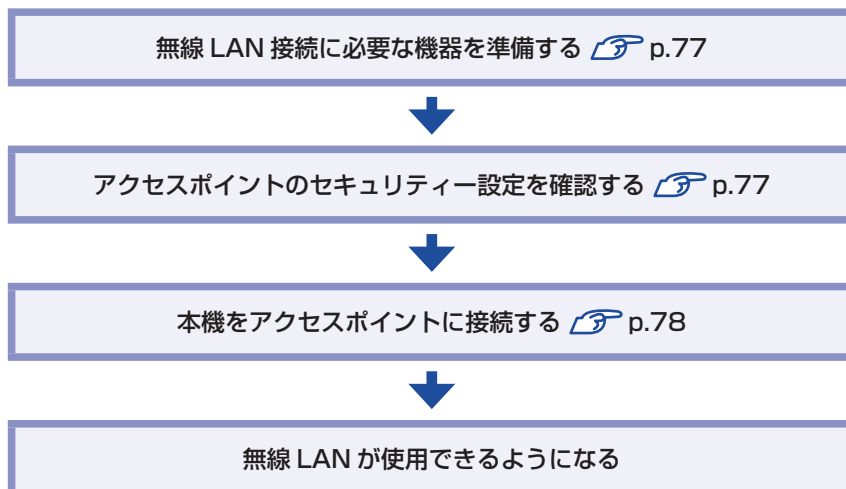 無線 LAN 接続に必要な機器を準備する p.77
アクセスポイントのセキュリティー設定を確認する p.77
本機をアクセスポイントに接続する p.78
無線 LAN が使用できるようになる